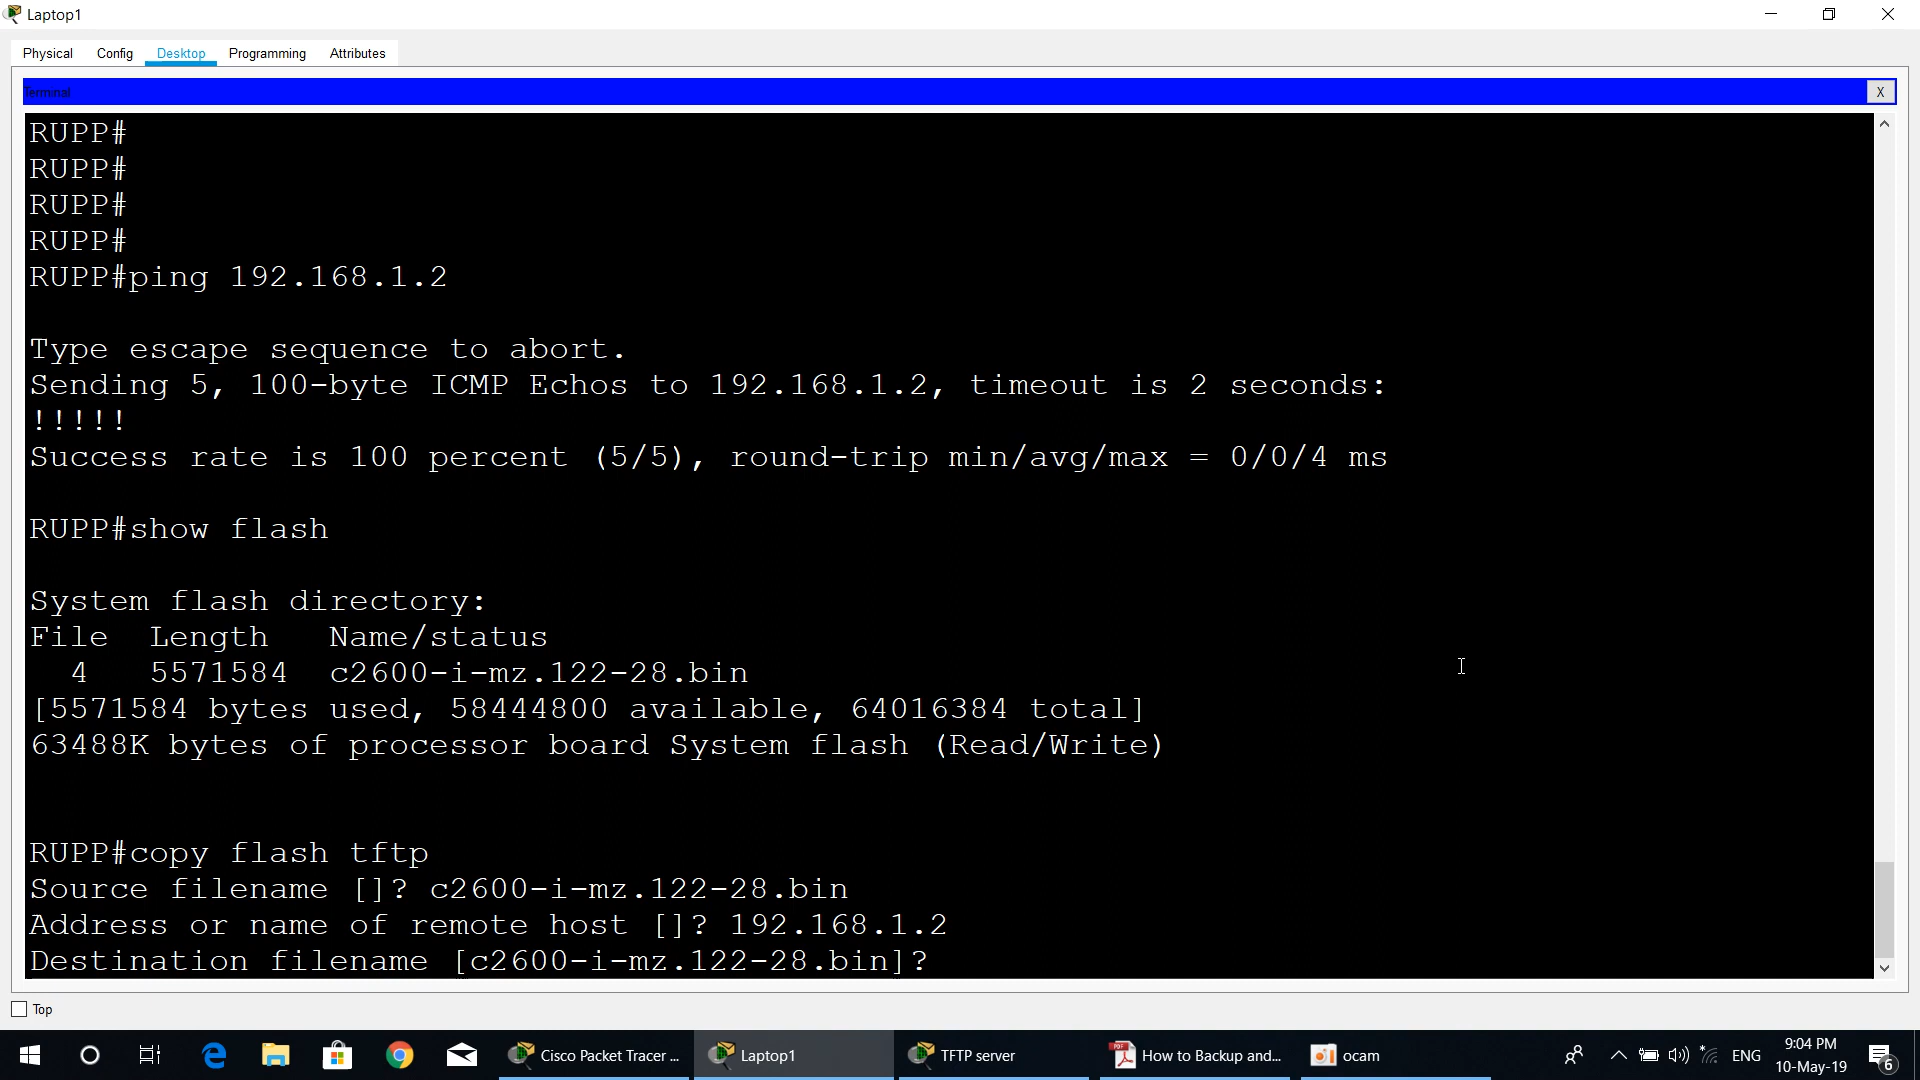 Laptop1
Physical Config Desktop Programming Attributes
Terminal
X
RUPP#
RUPP#
RUPP#
RUPP#
RUPP#ping 192.168.1.2
Type escape sequence to abort.
Sending 5, 100-byte ICMP Echos to 192.168.1.2, timeout is 2 seconds:
!!!!!
Success rate is 100 percent (5/5), round-trip min/avg/max = 0/0/4 ms
RUPP#show flash
System flash directory:
File  Length   Name/status
  4   5571584  c2600-i-mz.122-28.bin
[5571584 bytes used, 58444800 available, 64016384 total]
63488K bytes of processor board System flash (Read/Write)
RUPP#copy flash tftp
Source filename []? c2600-i-mz.122-28.bin
Address or name of remote host []? 192.168.1.2
Destination filename [c2600-i-mz.122-28.bin]?
Top
Cisco Packet Tracer ... Laptop1 TFTP server How to Backup and... ocam ENG 9:04 PM
10-May-19 6